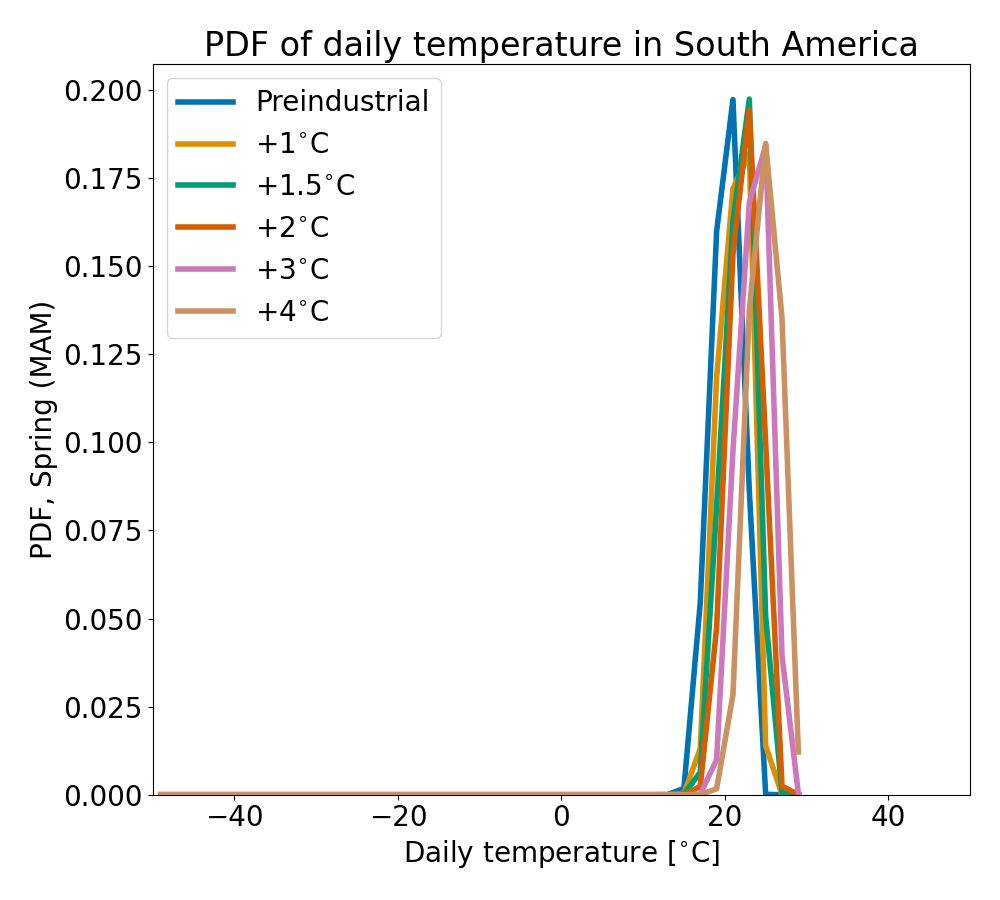 PDF of daily temperature in South America
Preindustrial
+1°C
+1.5°C
+2°C
+3°C
+4°C
PDF, Spring (MAM)
0.200
0.175
0.150
0.125
0.100
0.075
0.050
0.025
0.000
−40
−20
0
20
40
Daily temperature [°C]